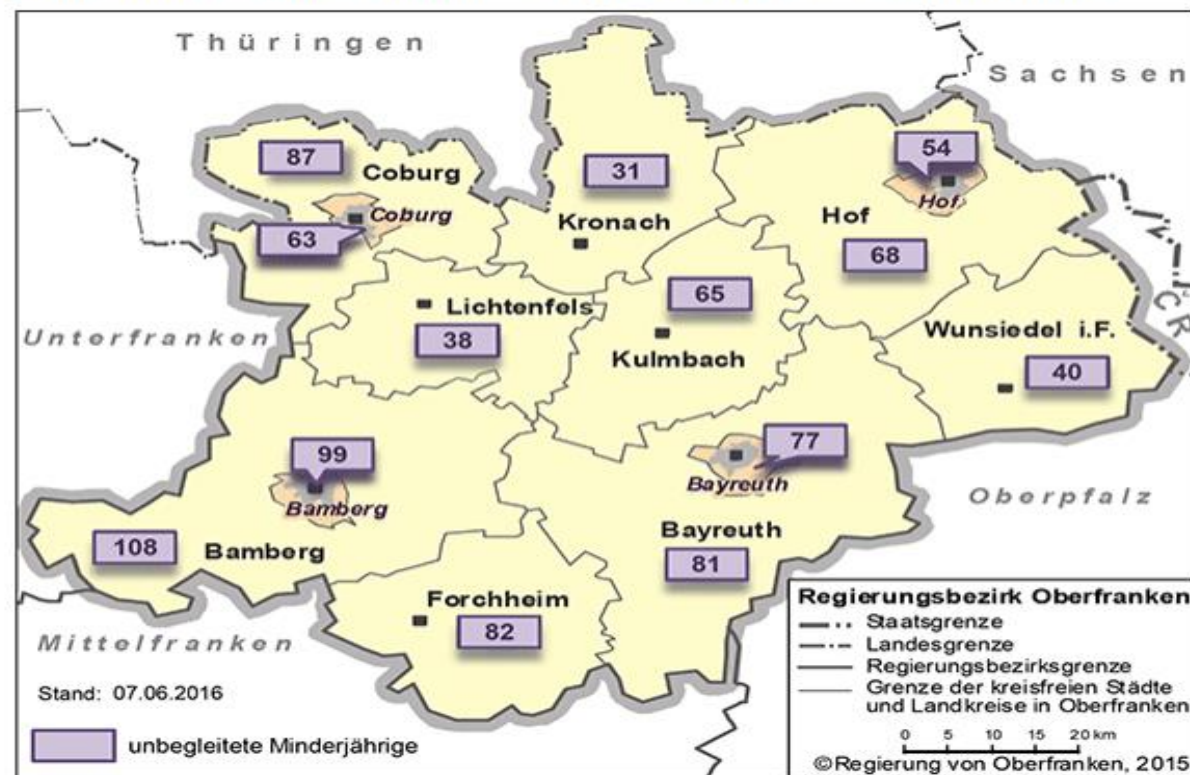 Thüringen
Sachsen
87
Coburg
Coburg
63
31
Kronach
54
Hof
Hof
68
65
Kulmbach
Lichtenfels
38
Unterfranken
ČR
Wunsiedel i.F.
40
99
Bamberg
108
Bamberg
77
Bayreuth
Bayreuth
81
Oberpfalz
Forchheim
82
Mittelfranken
Stand: 07.06.2016
unbegleitete Minderjährige
Regierungsbezirk Oberfranken
Staatsgrenze
Landesgrenze
Regierungsbezirksgrenze
Grenze der kreisfreien Städte
und Landkreise in Oberfranken
0 5 10 15 20 km
©Regierung von Oberfranken, 2015